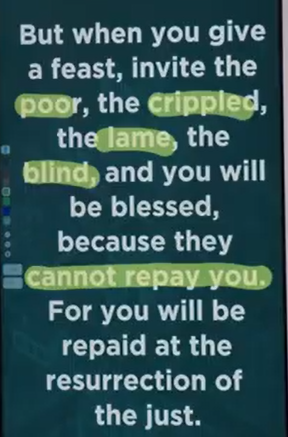 But when you give
a feast, invite the
poor, the crippled,
the lame, the
blind, and you will
be blessed,
because they
cannot repay you.
For you will be
repaid at the
resurrection of
the just.